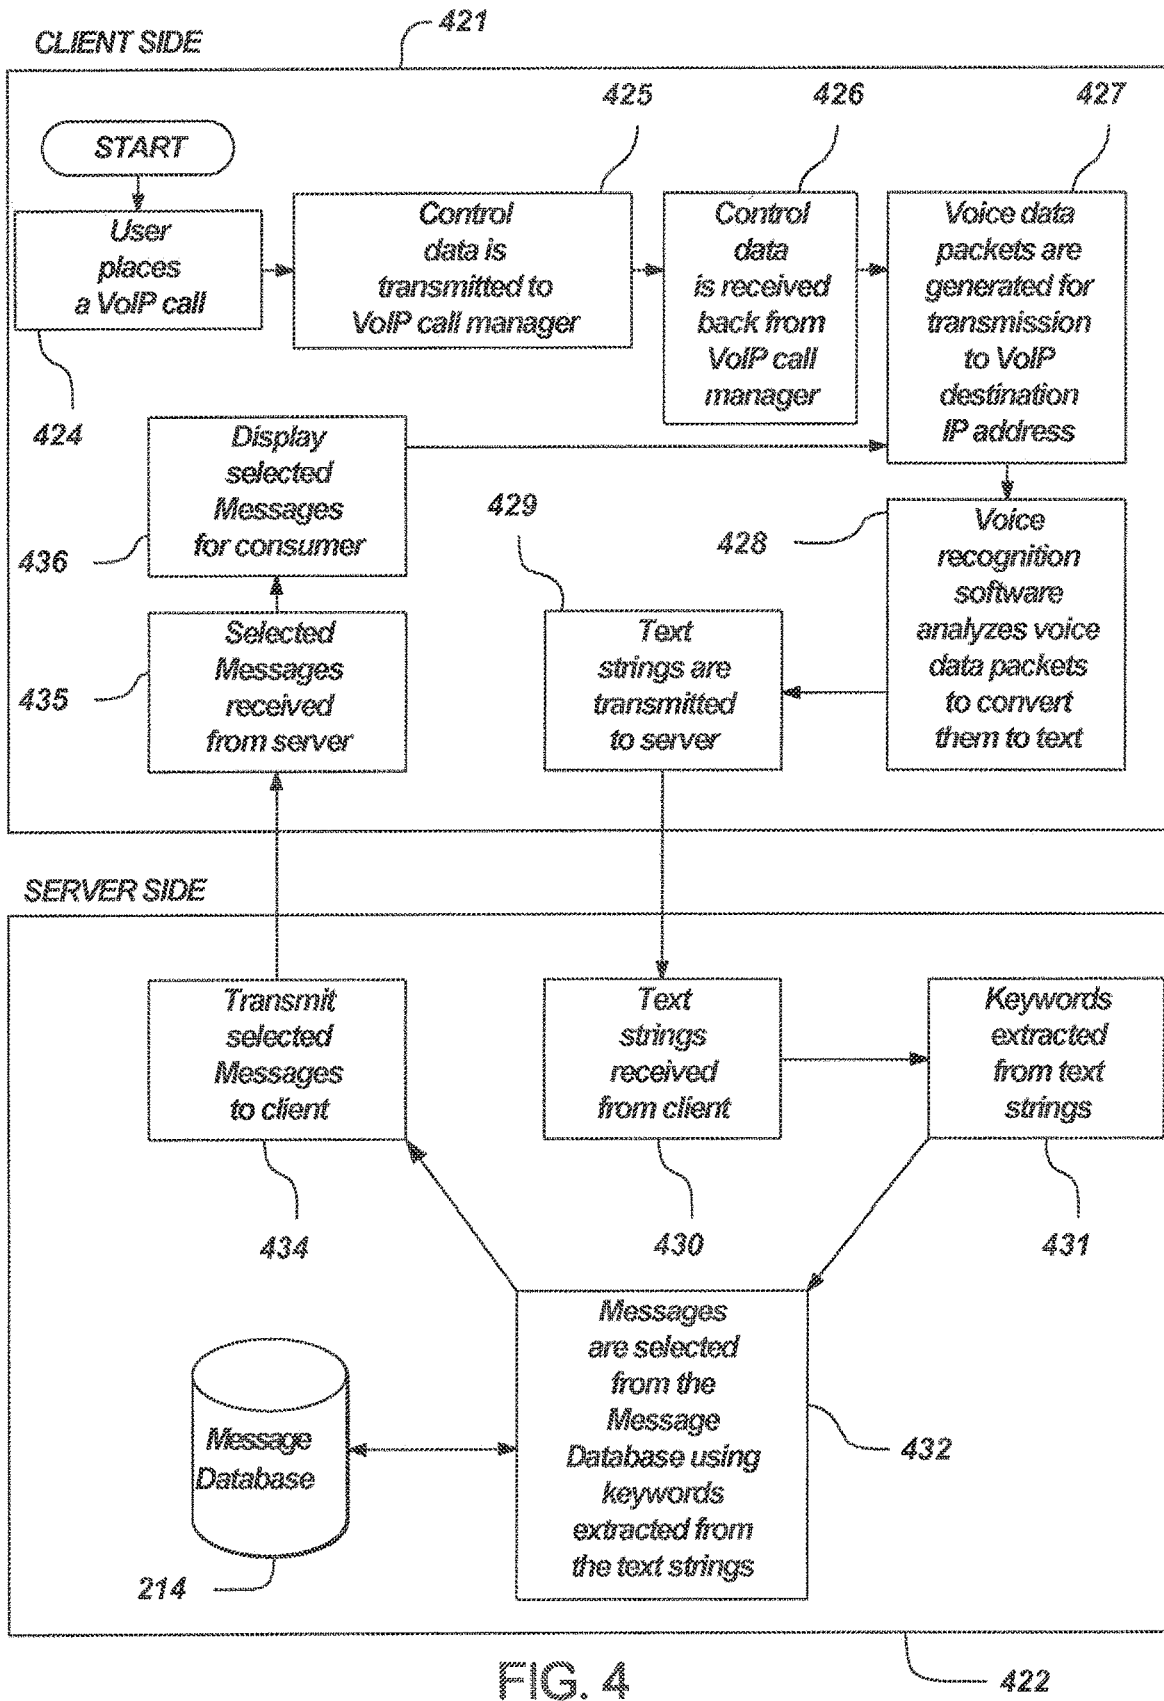 421
CLIENT SIDE
425
426
427
START
User
places
a VoIP call
Control
data is
transmitted to
VoIP call manager
Control
data
is received
back from
VoIP call
manager
Voice data
packets are
generated for
transmission
to VoIP
destination
IP address
424
Display
selected
Messages
for consumer
436
429
428
Voice
recognition
software
analyzes voice
data packets
to convert
them to text
Selected
Messages
received
from server
435
Text
strings are
transmitted
to server
SERVER SIDE
Transmit
selected
Messages
to client
Text
strings
received
from client
Keywords
extracted
from text
strings
434
430
431
Messages
are selected
from the
Message
Database using
keywords
extracted from
the text strings
432
Message
Database
214
422
FIG. 4